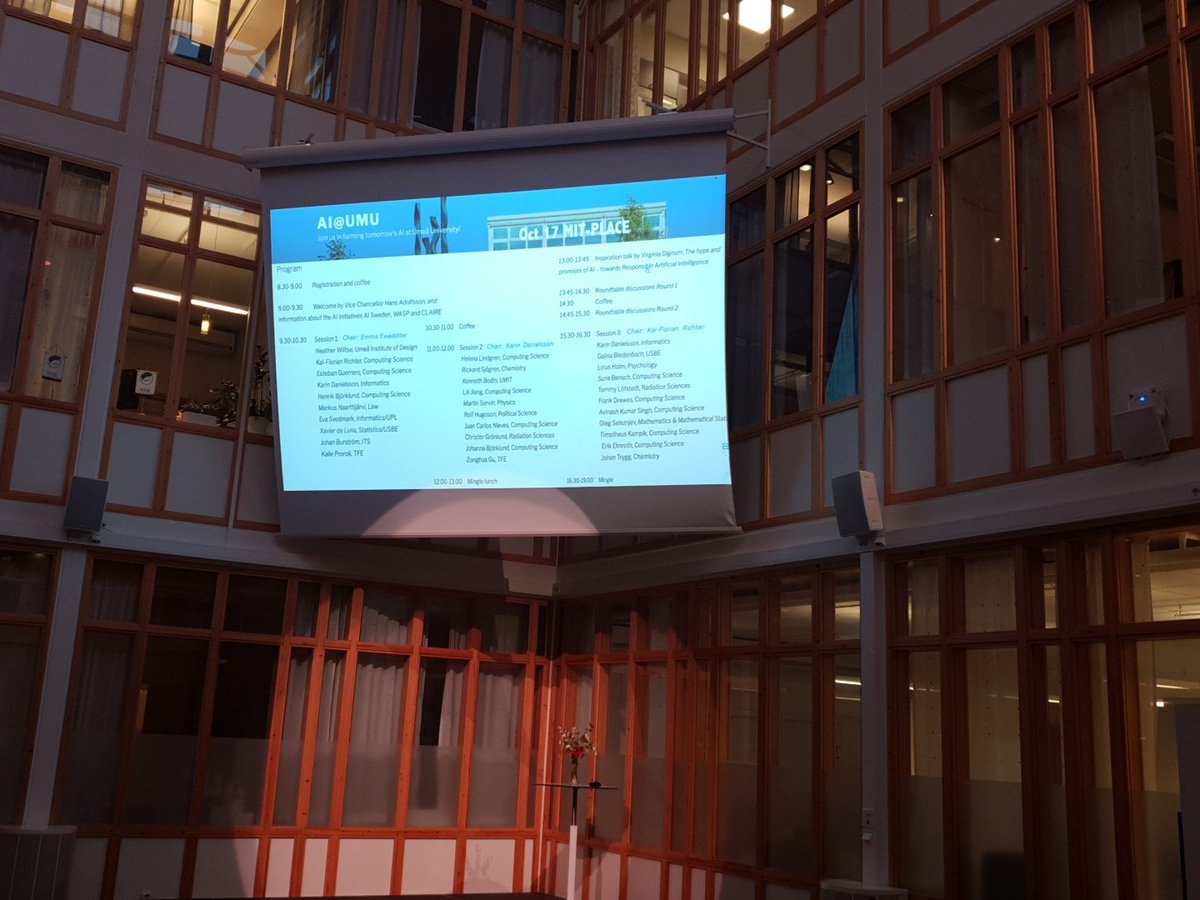 AI@UMU
Join us in forming tomorrow's AI at Umeå University!
Oct 17 MIT-PLACE
Program
8.30-9.00 Registration and coffee
9.00-9.30 Welcome by Vice Chancellor Hans Adolfsson, and
information about the AI initiatives AI Sweden, WASP and CLAIRE
9.30-10.30 Session 1: Chair: Emma Ewadotter
Heather Wiltse, Umeå Institute of Design
Kai-Florian Richter, Computing Science
Esteban Guerrero, Computing Science
Karin Danielsson, Informatics
Henrik Björklund, Computing Science
Markus Naarttijärvi, Law
Eva Svedmark, Informatics/UPL
Xavier de Luna, Statistics/USBE
Johan Burström, ITS
Kalle Prorok, TFE
10.30-11.00 Coffee
11.00-12.00 Session 2: Chair: Karin Danielsson
Helena Lindgren, Computing Science
Rickard Sjögren, Chemistry
Kenneth Bodin, UMIT
Lili Jiang, Computing Science
Martin Servin, Physics
Rolf Hugoson, Political Science
Juan Carlos Nieves, Computing Science
Christer Grönlund, Radiation Sciences
Johanna Björklund, Computing Science
Zonghua Gu, TFE
12.00-13.00 Mingle lunch
13.00-13.45 Inspiration talk by Virginia Dignum: The hype and
promises of AI - towards Responsible Artificial Intelligence
13.45-14.30 Roundtable discussions Round 1
14.30 Coffee
14.45-15.30 Roundtable discussions Round 2
15.30-16.30 Session 3: Chair: Kai-Florian Richter
Karin Danielsson, Informatics
Galina Biedenbach, USBE
Linus Holm, Psychology
Suna Bensch, Computing Science
Tommy Löfstedt, Radiation Sciences
Frank Drewes, Computing Science
Avinash Kumar Singh, Computing Science
Oleg Seleznjev, Mathematics & Mathematical Stat
Timotheus Kampik, Computing Science
Erik Elmroth, Computing Science
Johan Trygg, Chemistry
16.30-19.00 Mingle